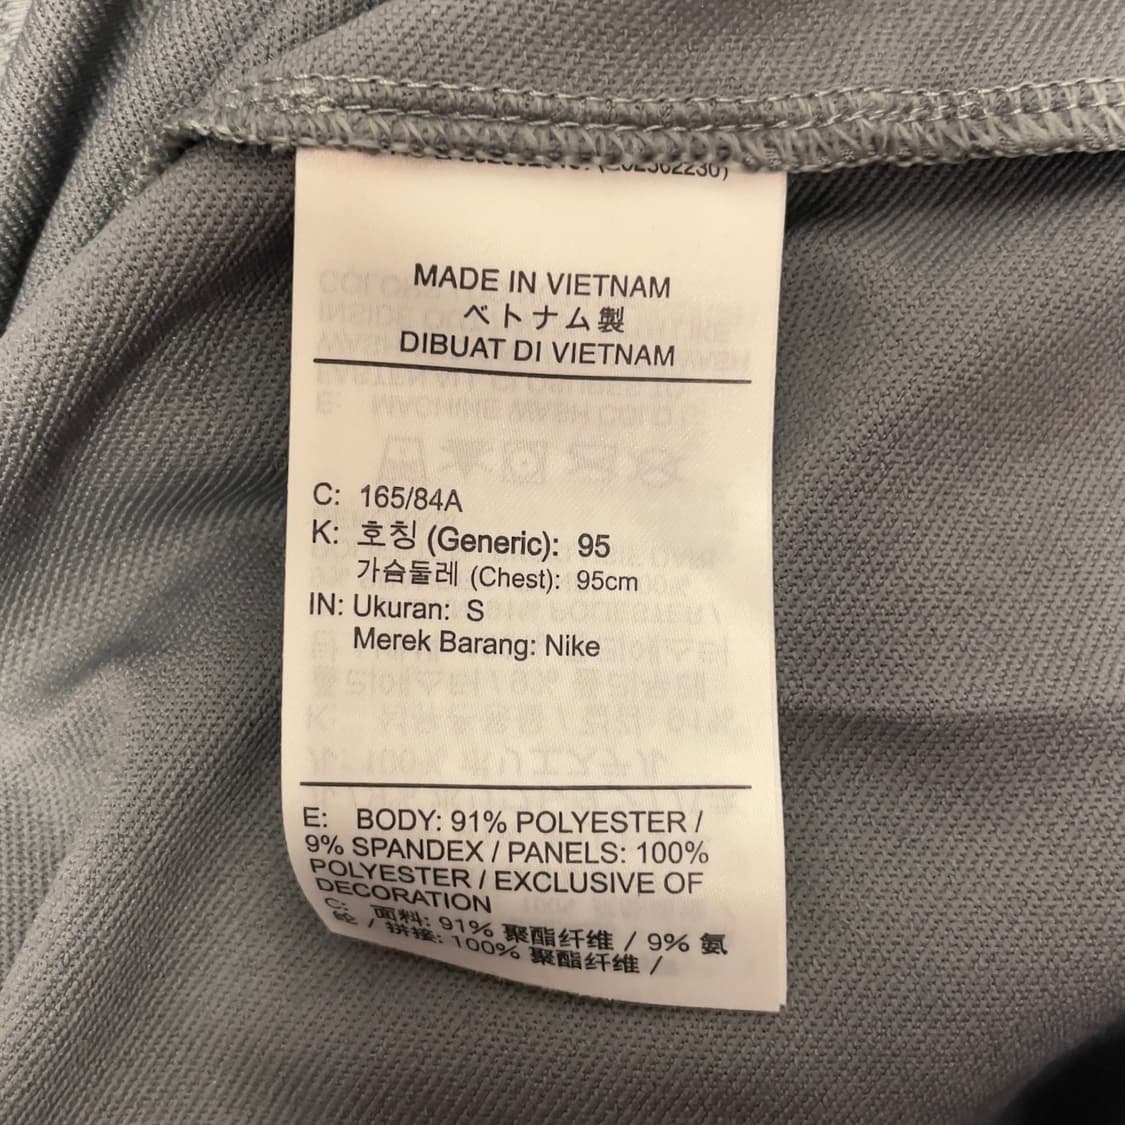 MADE IN VIETNAM
ベトナム製
DIBUAT DI VIETNAM
C: 165/84A
K: 호칭 (Generic): 95
가슴둘레 (Chest): 95cm
IN: Ukuran: S
Merek Barang: Nike
E: BODY: 91% POLYESTER /
9% SPANDEX / PANELS: 100%
POLYESTER / EXCLUSIVE OF
DECORATION
C: 面料: 91% 聚酯纤维 / 9% 氨
纶 / 拼接: 100% 聚酯纤维 /